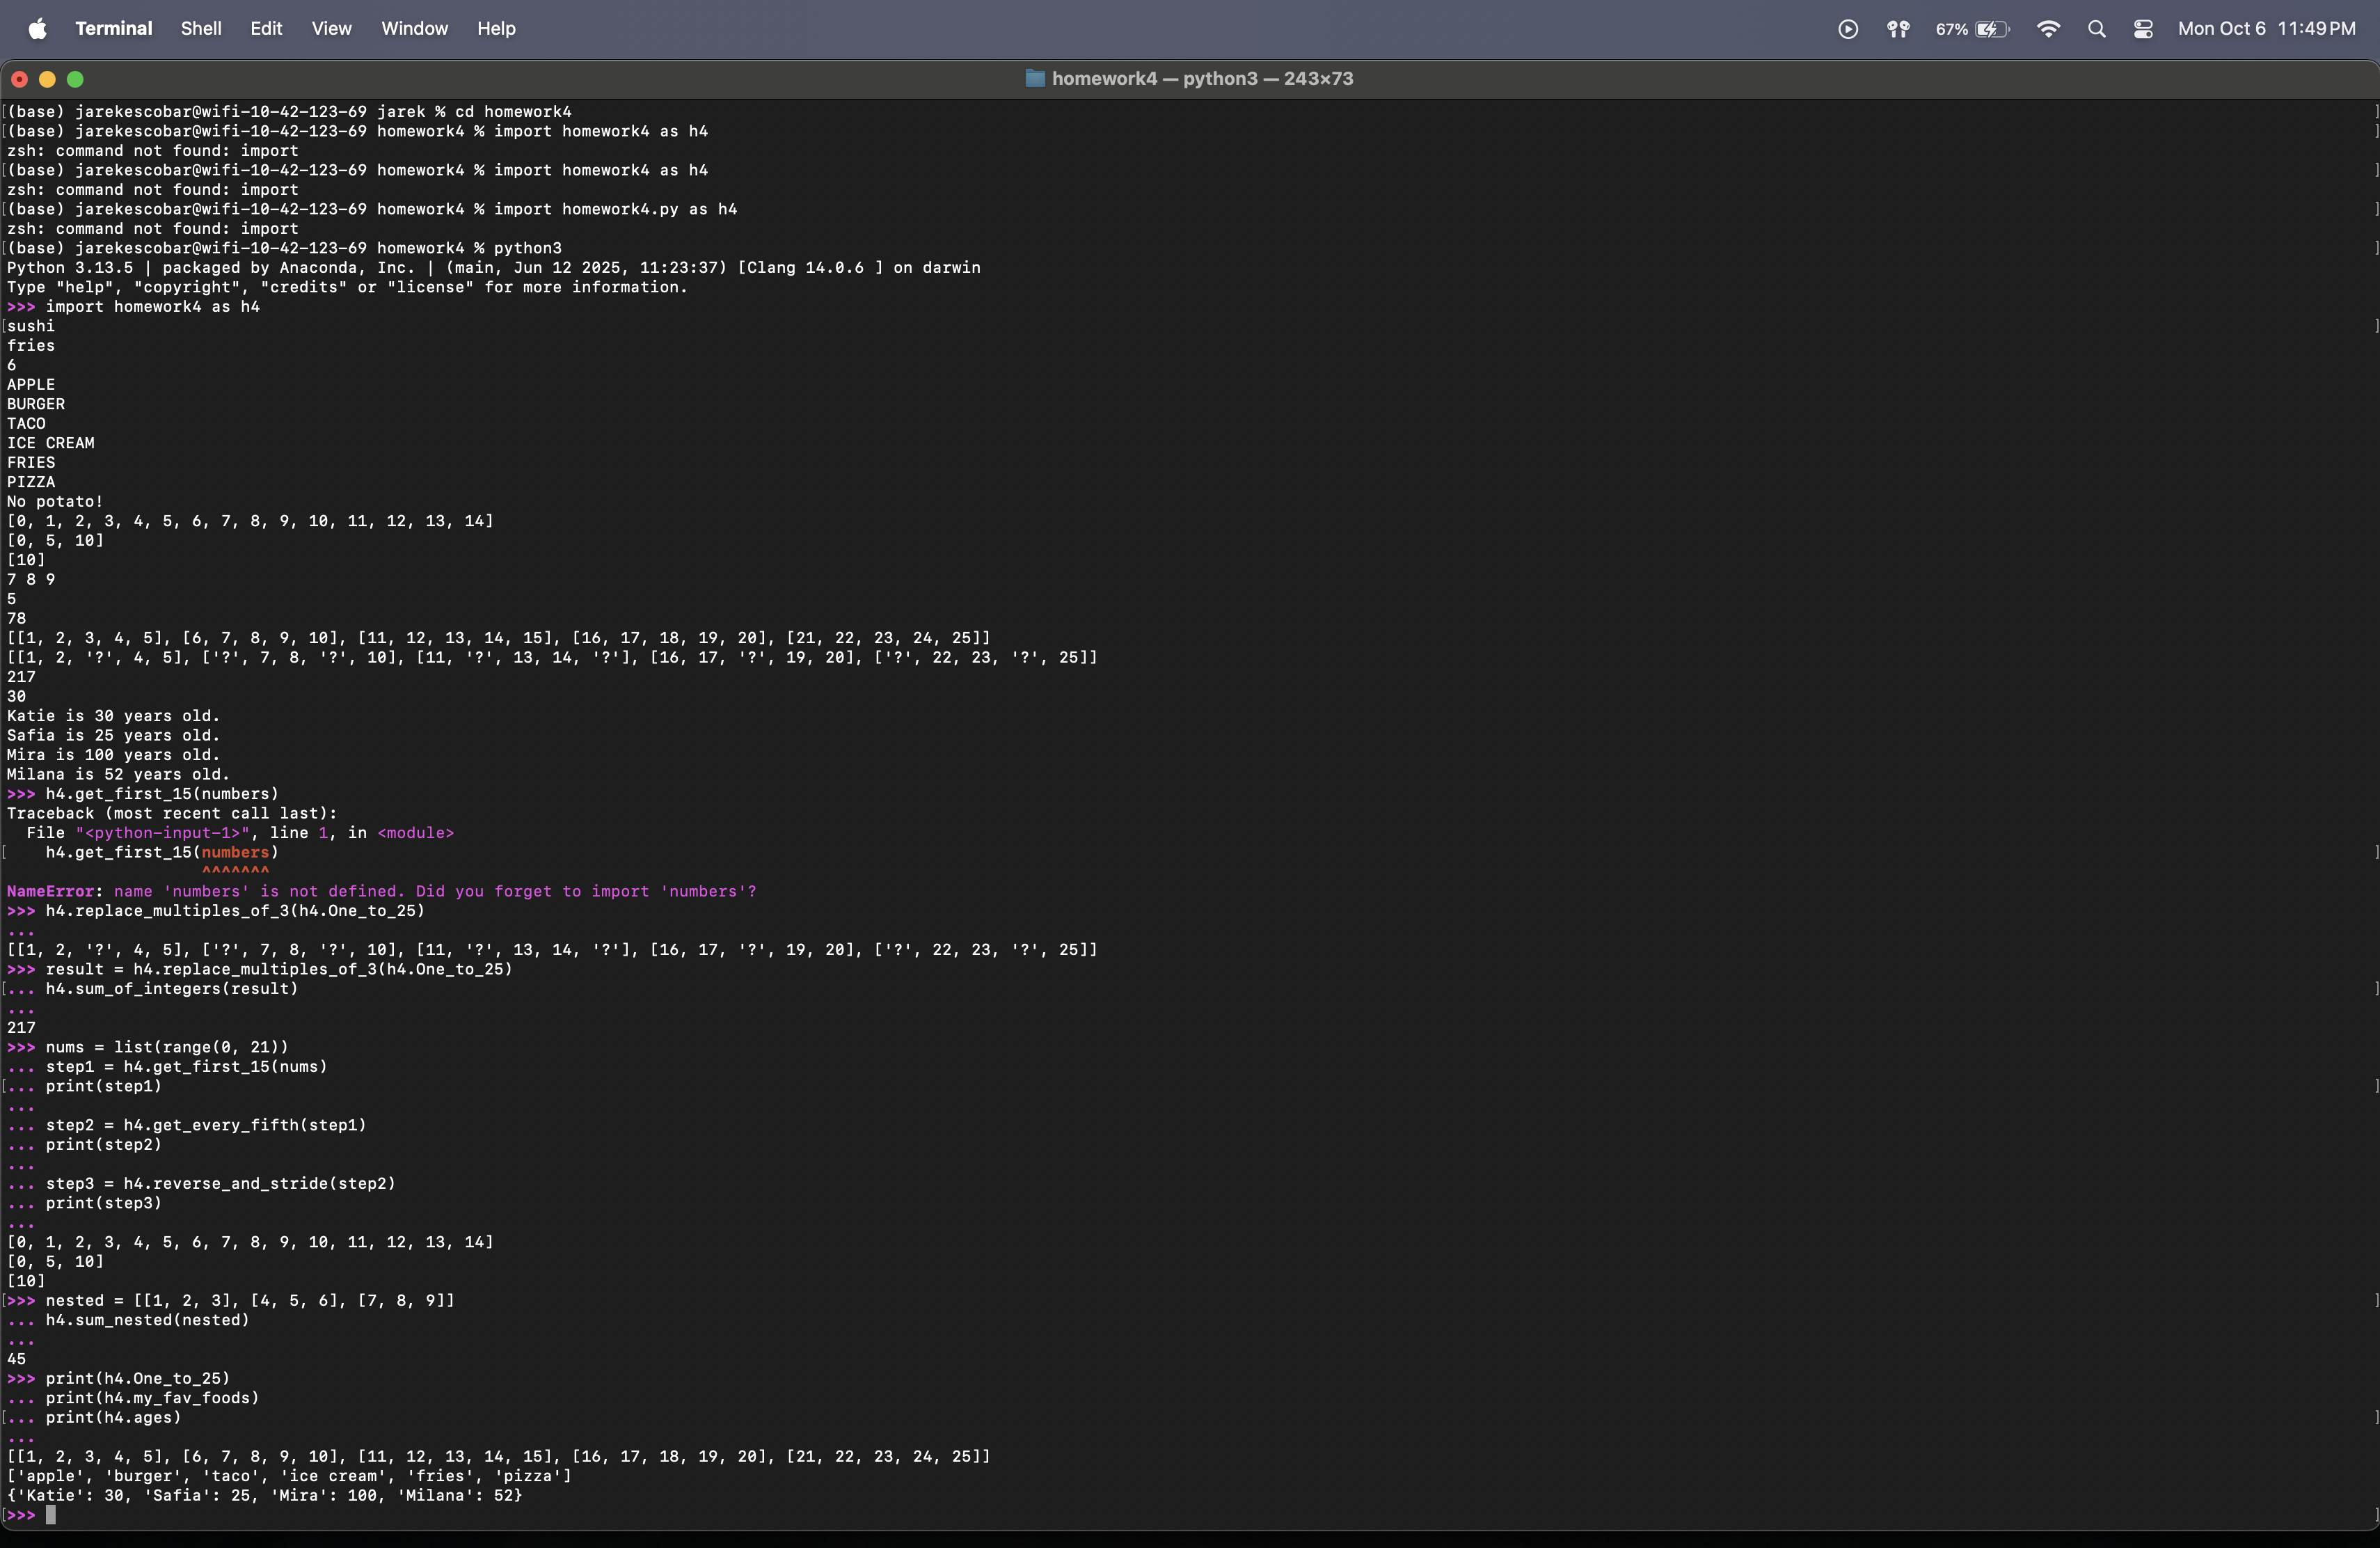 Terminal Shell Edit View Window Help 67% Mon Oct 6 11:49 PM
homework4 — python3 — 243×73
[(base) jarekescobar@wifi-10-42-123-69 jarek % cd homework4 ]
[(base) jarekescobar@wifi-10-42-123-69 homework4 % import homework4 as h4 ]
zsh: command not found: import
[(base) jarekescobar@wifi-10-42-123-69 homework4 % import homework4 as h4 ]
zsh: command not found: import
[(base) jarekescobar@wifi-10-42-123-69 homework4 % import homework4.py as h4 ]
zsh: command not found: import
[(base) jarekescobar@wifi-10-42-123-69 homework4 % python3 ]
Python 3.13.5 | packaged by Anaconda, Inc. | (main, Jun 12 2025, 11:23:37) [Clang 14.0.6 ] on darwin
Type "help", "copyright", "credits" or "license" for more information.
>>> import homework4 as h4
[sushi ]
fries
6
APPLE
BURGER
TACO
ICE CREAM
FRIES
PIZZA
No potato!
[0, 1, 2, 3, 4, 5, 6, 7, 8, 9, 10, 11, 12, 13, 14]
[0, 5, 10]
[10]
7 8 9
5
78
[[1, 2, 3, 4, 5], [6, 7, 8, 9, 10], [11, 12, 13, 14, 15], [16, 17, 18, 19, 20], [21, 22, 23, 24, 25]]
[[1, 2, '?', 4, 5], ['?', 7, 8, '?', 10], [11, '?', 13, 14, '?'], [16, 17, '?', 19, 20], ['?', 22, 23, '?', 25]]
217
30
Katie is 30 years old.
Safia is 25 years old.
Mira is 100 years old.
Milana is 52 years old.
>>> h4.get_first_15(numbers)
Traceback (most recent call last):
  File "<python-input-1>", line 1, in <module>
[    h4.get_first_15(numbers) ]
                    ^^^^^^^
NameError: name 'numbers' is not defined. Did you forget to import 'numbers'?
>>> h4.replace_multiples_of_3(h4.One_to_25)
...
[[1, 2, '?', 4, 5], ['?', 7, 8, '?', 10], [11, '?', 13, 14, '?'], [16, 17, '?', 19, 20], ['?', 22, 23, '?', 25]]
>>> result = h4.replace_multiples_of_3(h4.One_to_25)
[... h4.sum_of_integers(result) ]
...
217
>>> nums = list(range(0, 21))
... step1 = h4.get_first_15(nums)
[... print(step1) ]
...
... step2 = h4.get_every_fifth(step1)
... print(step2)
...
... step3 = h4.reverse_and_stride(step2)
... print(step3)
...
[0, 1, 2, 3, 4, 5, 6, 7, 8, 9, 10, 11, 12, 13, 14]
[0, 5, 10]
[10]
[>>> nested = [[1, 2, 3], [4, 5, 6], [7, 8, 9]] ]
... h4.sum_nested(nested)
...
45
>>> print(h4.One_to_25)
... print(h4.my_fav_foods)
[... print(h4.ages) ]
...
[[1, 2, 3, 4, 5], [6, 7, 8, 9, 10], [11, 12, 13, 14, 15], [16, 17, 18, 19, 20], [21, 22, 23, 24, 25]]
['apple', 'burger', 'taco', 'ice cream', 'fries', 'pizza']
{'Katie': 30, 'Safia': 25, 'Mira': 100, 'Milana': 52}
[>>> ]